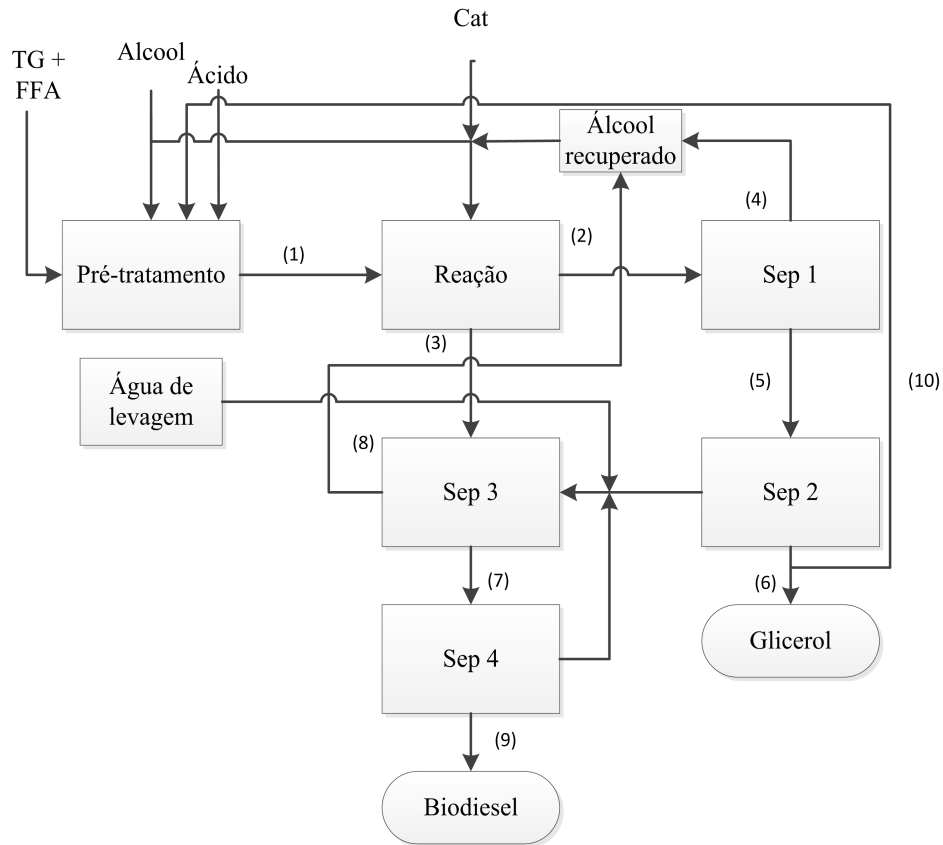 Cat
TG +
FFA
Alcool
Ácido
Álcool
recuperado
(4)
Pré-tratamento
(1)
Reação
(2)
Sep 1
(3)
(5)
(10)
Água de
levagem
(8)
Sep 3
Sep 2
(7)
(6)
Sep 4
Glicerol
(9)
Biodiesel